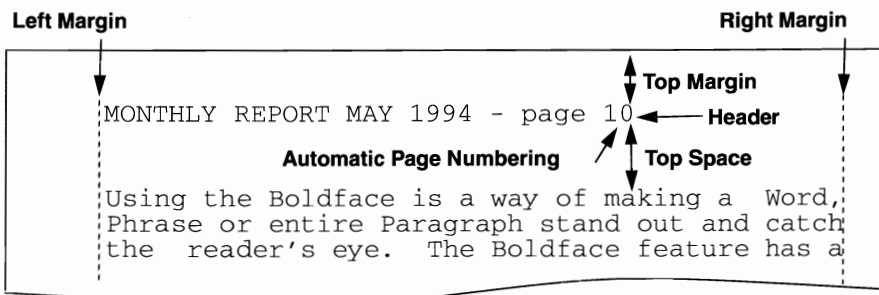 Left Margin Right Margin
Top Margin
MONTHLY REPORT MAY 1994 - page 10 Header
Automatic Page Numbering Top Space
Using the Boldface is a way of making a Word,
Phrase or entire Paragraph stand out and catch
the reader's eye. The Boldface feature has a